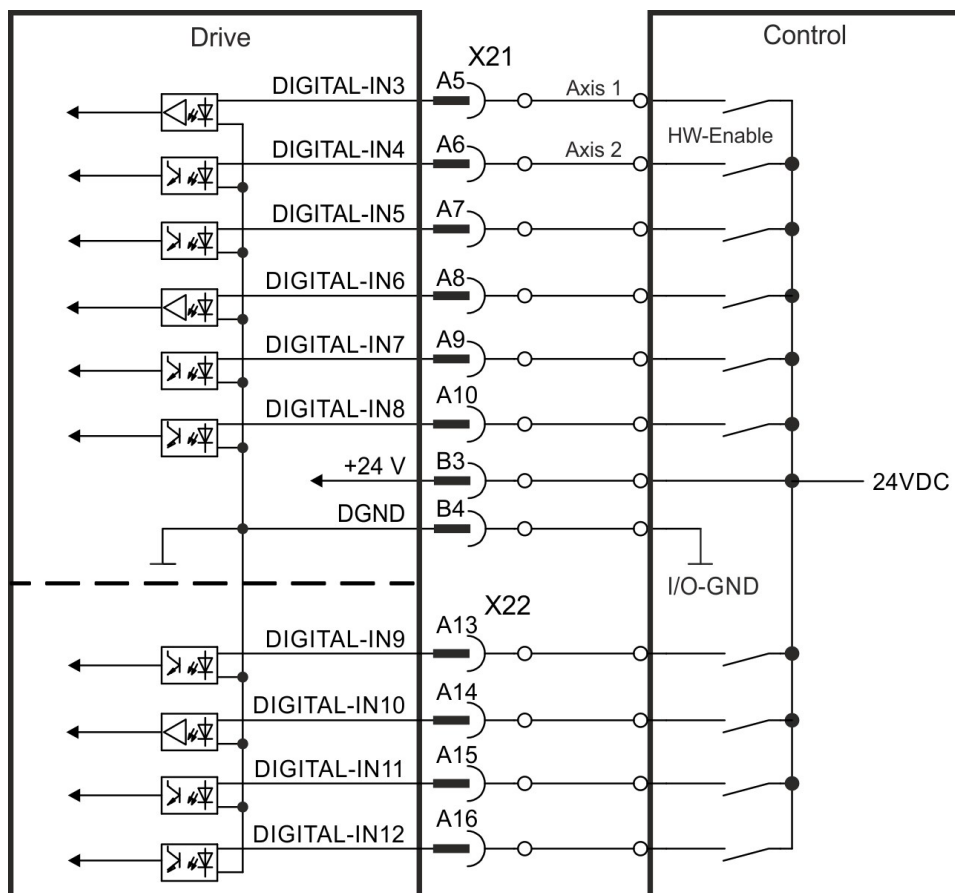 Drive
Control
X21
DIGITAL-IN3 A5 Axis 1
HW-Enable
DIGITAL-IN4 A6 Axis 2
DIGITAL-IN5 A7
DIGITAL-IN6 A8
DIGITAL-IN7 A9
DIGITAL-IN8 A10
+24 V B3 24VDC
DGND B4
I/O-GND
X22
DIGITAL-IN9 A13
DIGITAL-IN10 A14
DIGITAL-IN11 A15
DIGITAL-IN12 A16